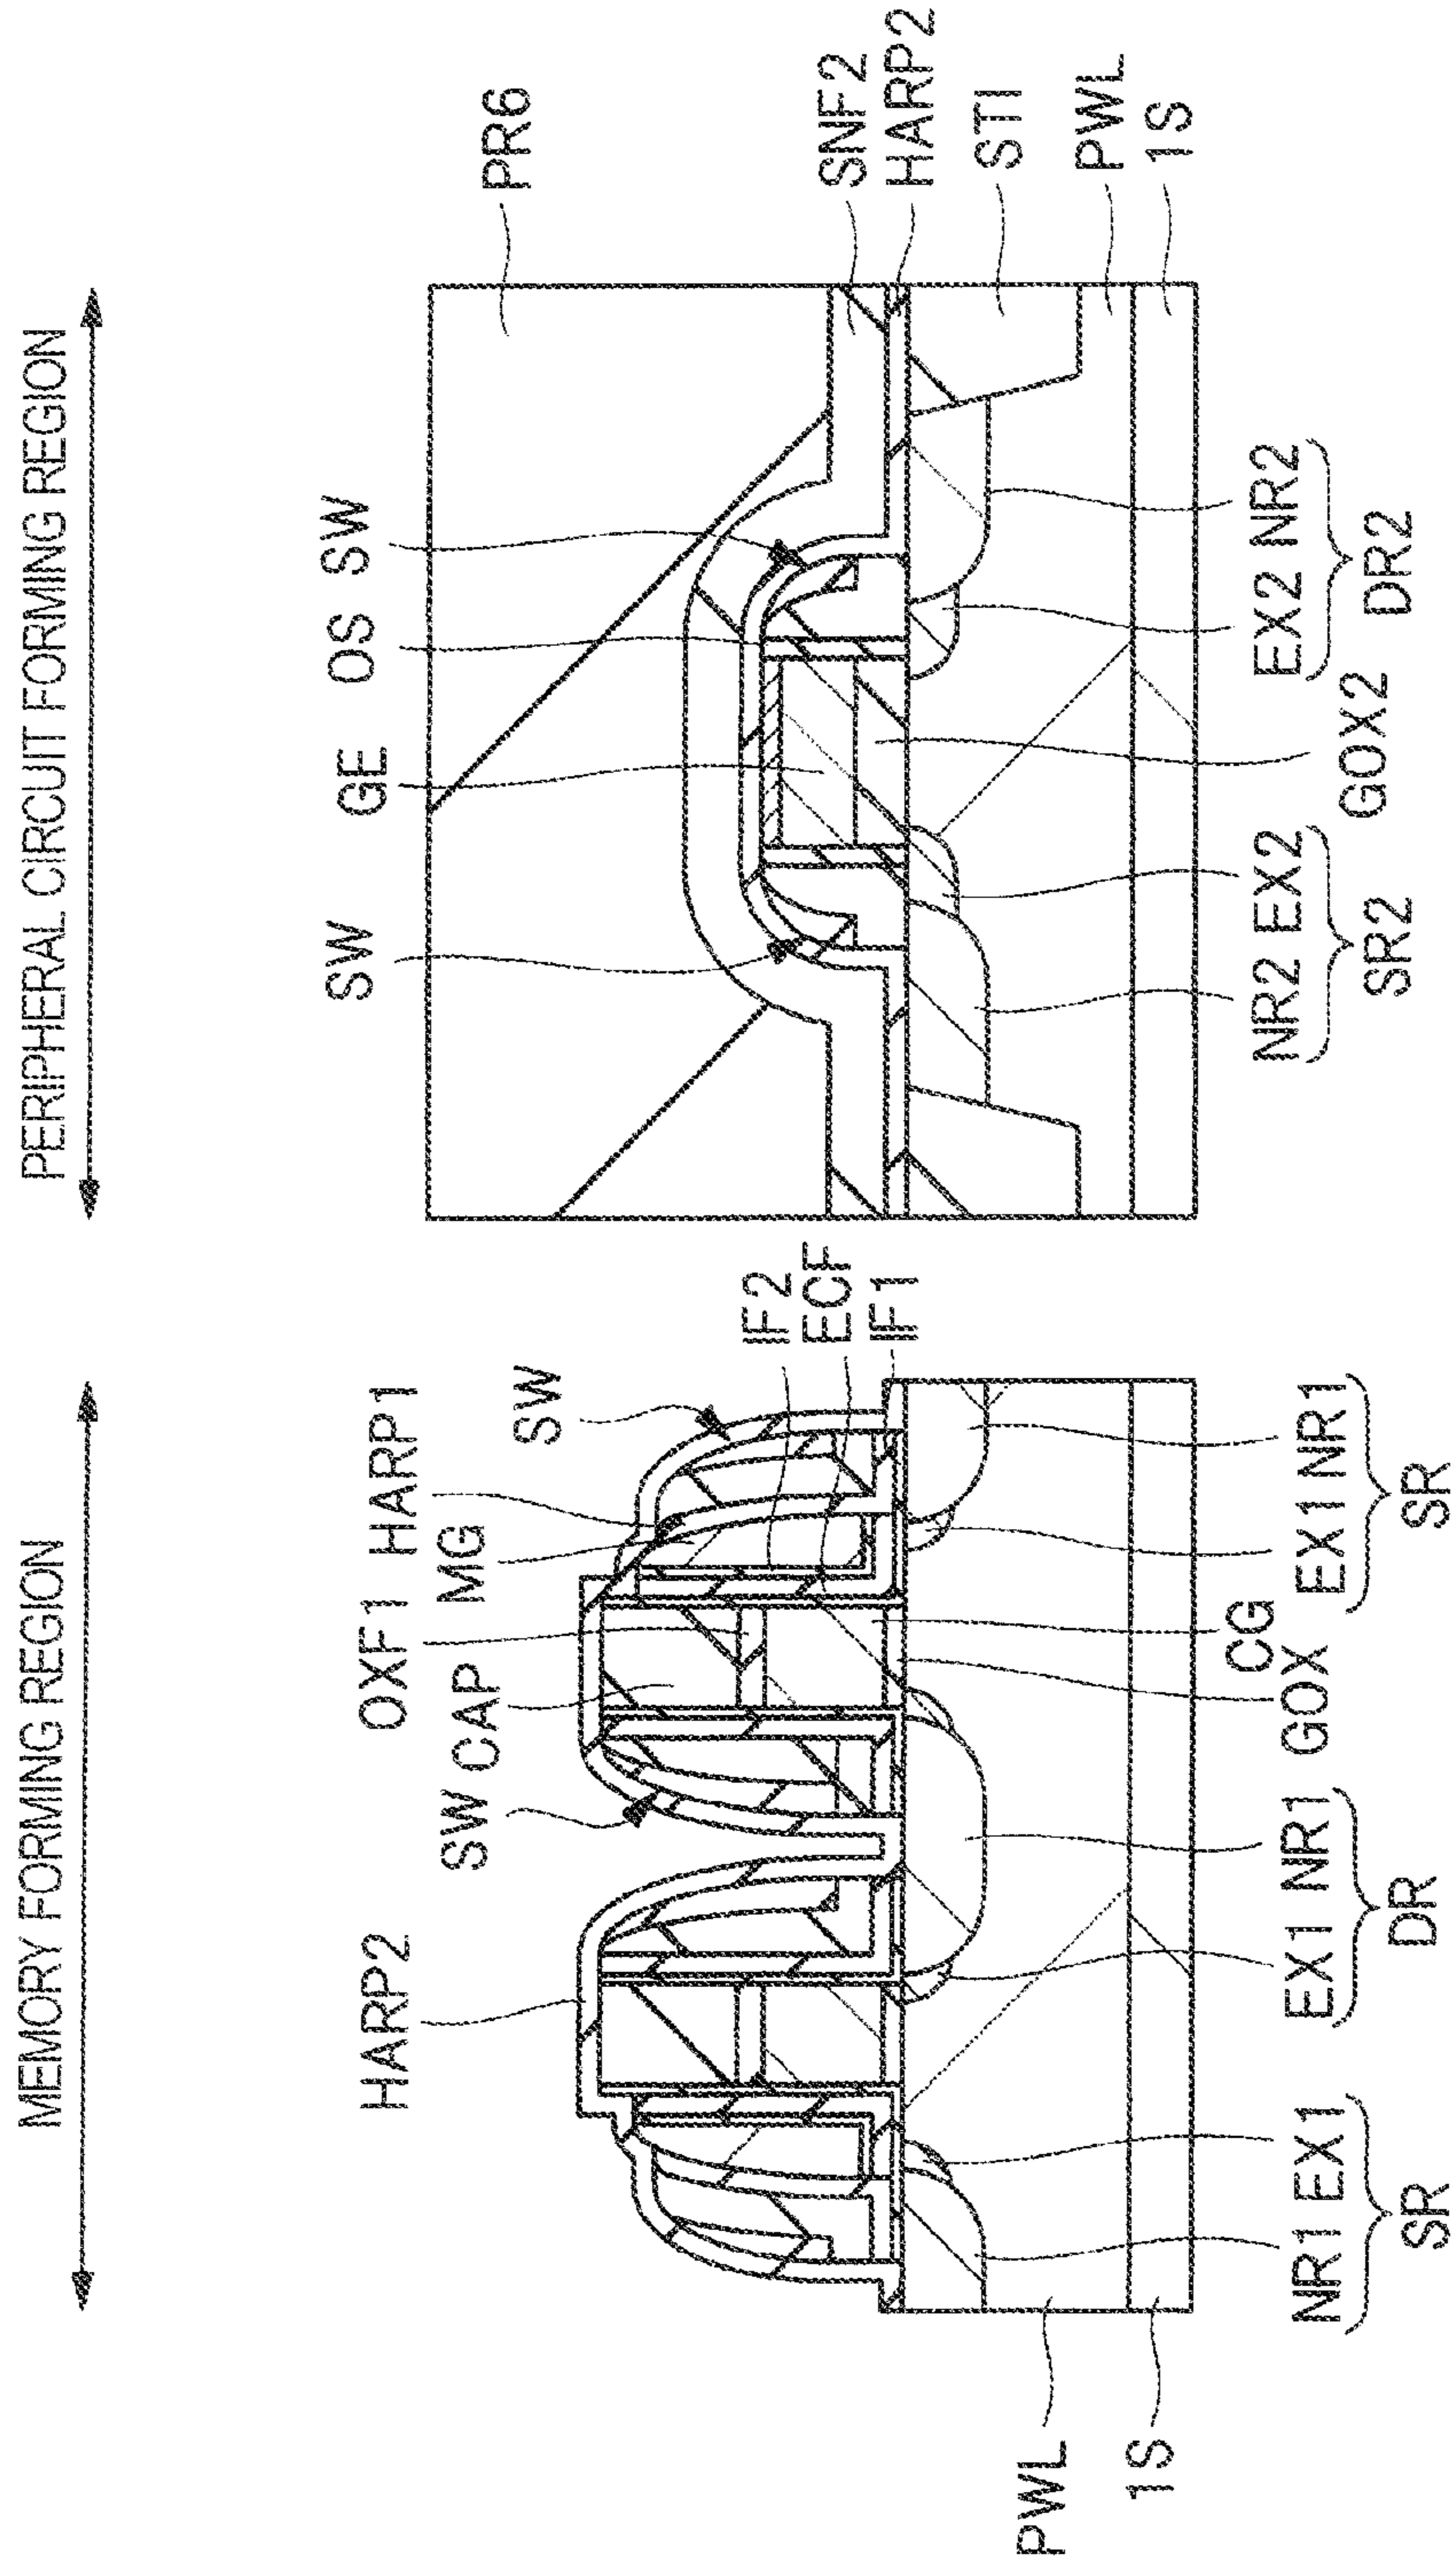 MEMORY FORMING REGION
PERIPHERAL CIRCUIT FORMING REGION
HARP2
SW CAP
OXF1
MG
HARP1
SW
IF2
ECF
IF1
SW
GE
OS
SW
PR6
SNF2
HARP2
STI
PWL
1S
PWL
1S
NR1 EX1
SR
EX1 NR1
DR
GOX
CG
EX1 NR1
SR
NR2 EX2
SR2
GOX2
EX2 NR2
DR2